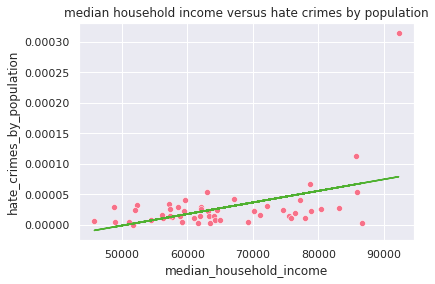 median household income versus hate crimes by population
hate_crimes_by_population
0.00030
0.00025
0.00020
0.00015
0.00010
0.00005
0.00000
50000 60000 70000 80000 90000
median_household_income